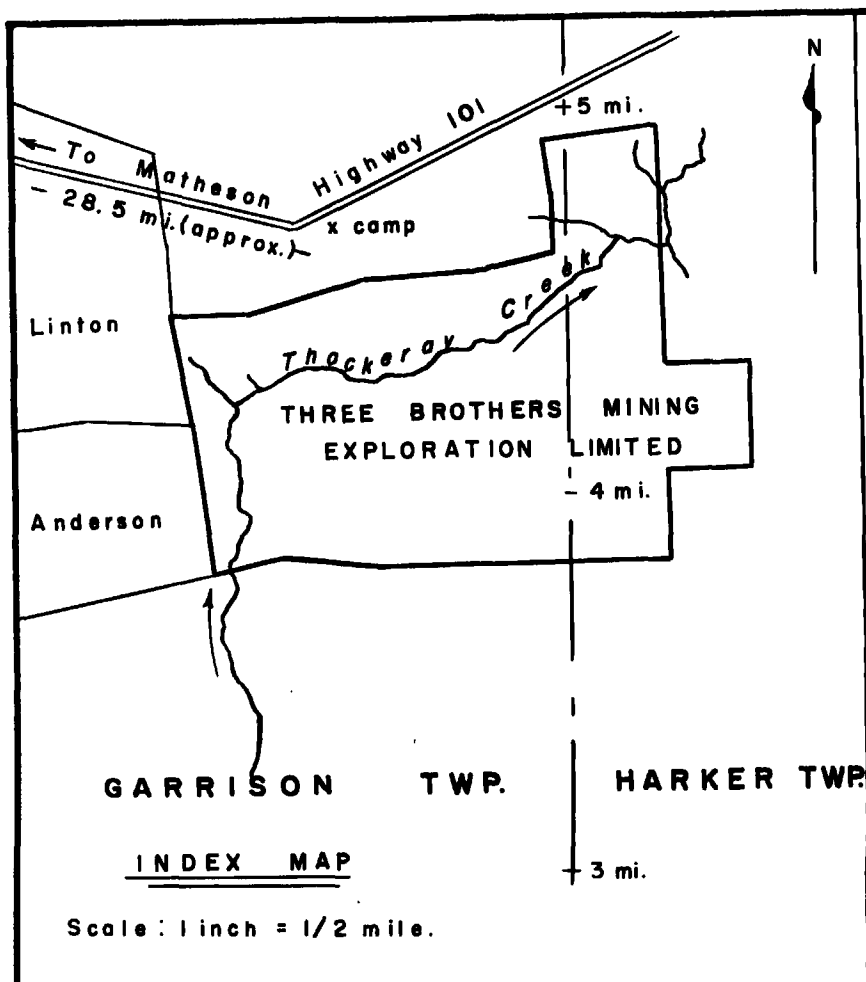 N
+5 mi.
Highway 101
← To Matheson
- 28.5 mi.(approx.)-
x camp
Linton
Thackeray Creek
THREE BROTHERS MINING
EXPLORATION LIMITED
- 4 mi.
Anderson
GARRISON TWP.
HARKER TWP.
INDEX MAP
+ 3 mi.
Scale: 1 inch = 1/2 mile.